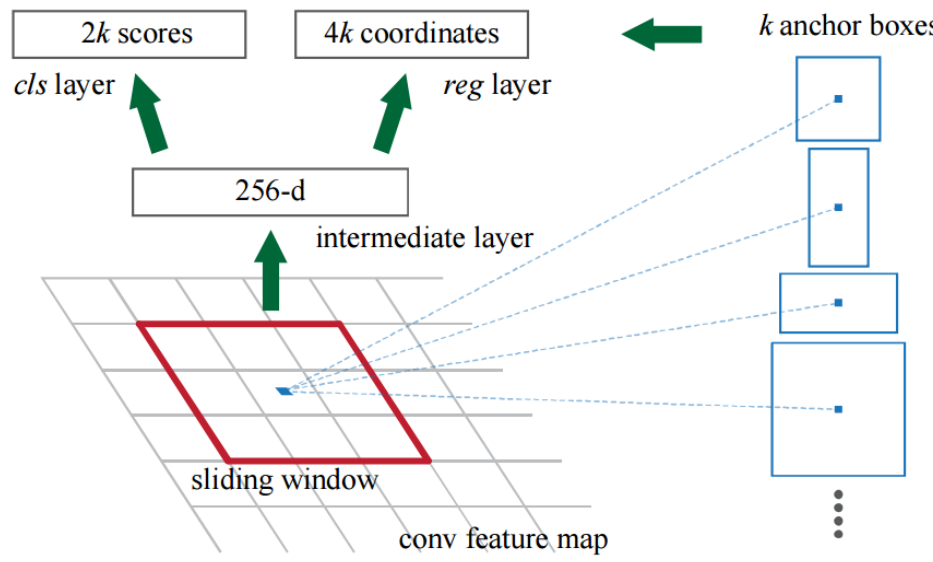 2k scores
4k coordinates
k anchor boxes
cls layer
reg layer
256-d
intermediate layer
sliding window
conv feature map